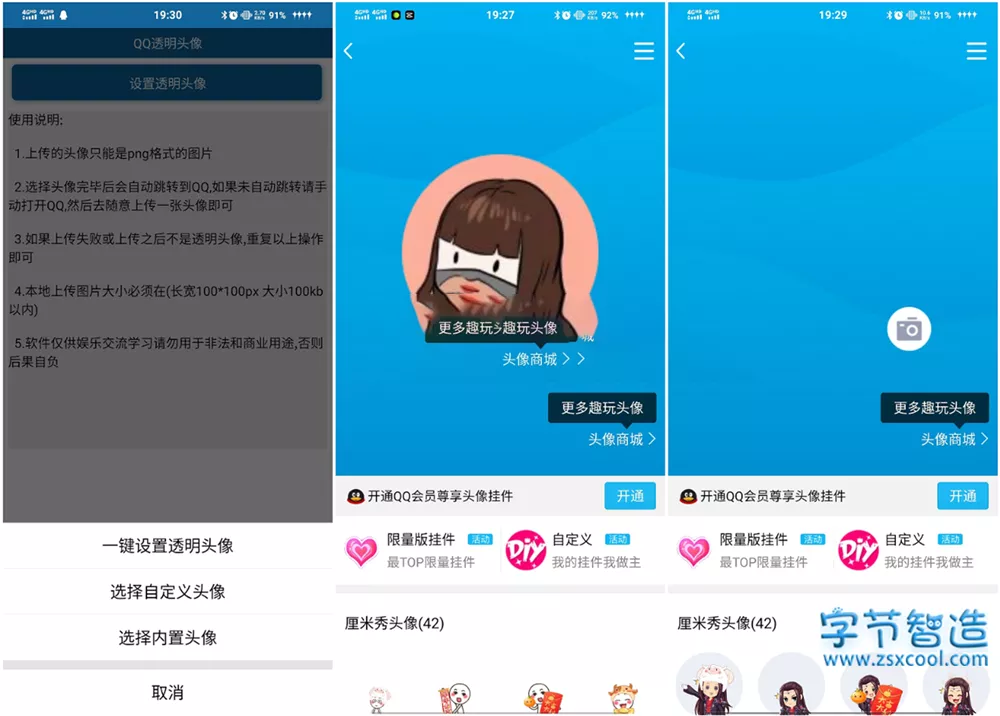 19:30
91%
QQ透明头像
设置透明头像
使用说明:
1.上传的头像只能是png格式的图片
2.选择头像完毕后会自动跳转到QQ,如果未自动跳转请手
动打开QQ,然后去随意上传一张头像即可
3.如果上传失败或上传之后不是透明头像,重复以上操作
即可
4.本地上传图片大小必须在(长宽100*100px 大小100kb
以内)
5.软件仅供娱乐交流学习请勿用于非法和商业用途,否则
后果自负
一键设置透明头像
选择自定义头像
选择内置头像
取消
19:27
92%
更多趣玩头像
头像商城
更多趣玩头像
头像商城
开通QQ会员尊享头像挂件
开通
限量版挂件 活动
最TOP限量挂件
DIY
自定义 活动
我的挂件我做主
厘米秀头像(42)
19:29
91%
更多趣玩头像
头像商城
开通QQ会员尊享头像挂件
开通
限量版挂件 活动
最TOP限量挂件
DIY
自定义 活动
我的挂件我做主
厘米秀头像(42)
字节智造
www.zsxcool.com